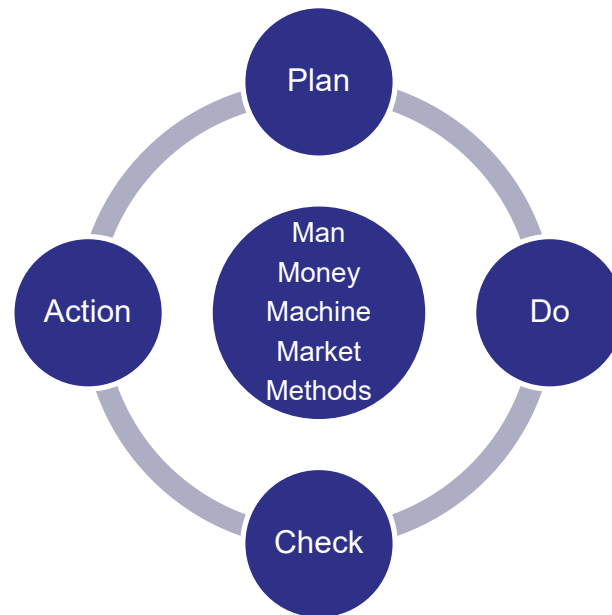 Plan
Man
Money
Machine
Market
Methods
Action
Do
Check